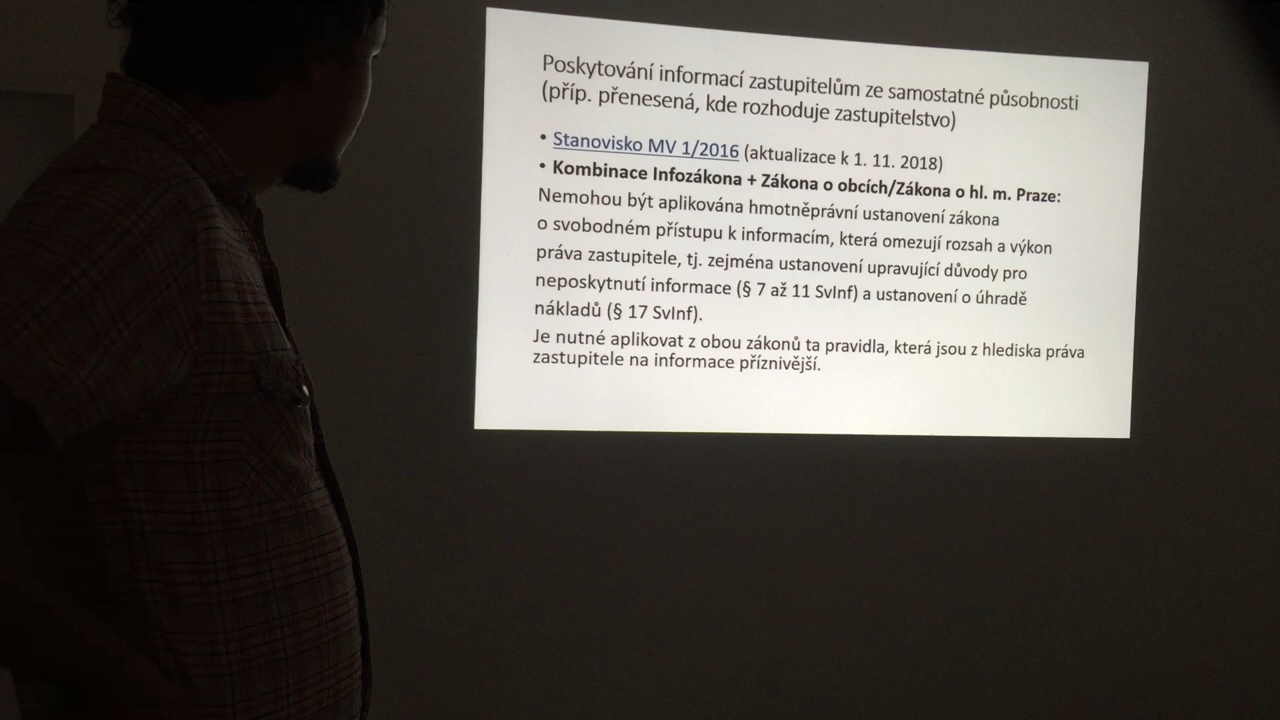 Poskytování informací zastupitelům ze samostatné působnosti
(příp. přenesená, kde rozhoduje zastupitelstvo)
• Stanovisko MV 1/2016 (aktualizace k 1. 11. 2018)
• Kombinace Infozákona + Zákona o obcích/Zákona o hl. m. Praze:
Nemohou být aplikována hmotněprávní ustanovení zákona
o svobodném přístupu k informacím, která omezují rozsah a výkon
práva zastupitele, tj. zejména ustanovení upravující důvody pro
neposkytnutí informace (§ 7 až 11 SvInf) a ustanovení o úhradě
nákladů (§ 17 SvInf).
Je nutné aplikovat z obou zákonů ta pravidla, která jsou z hlediska práva
zastupitele na informace příznivější.